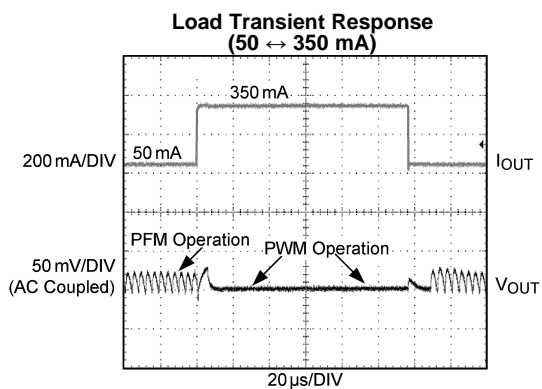 Load Transient Response
(50 ↔ 350 mA)
350 mA
50 mA
200 mA/DIV
IOUT
PFM Operation
PWM Operation
50 mV/DIV
(AC Coupled)
VOUT
20 µs/DIV